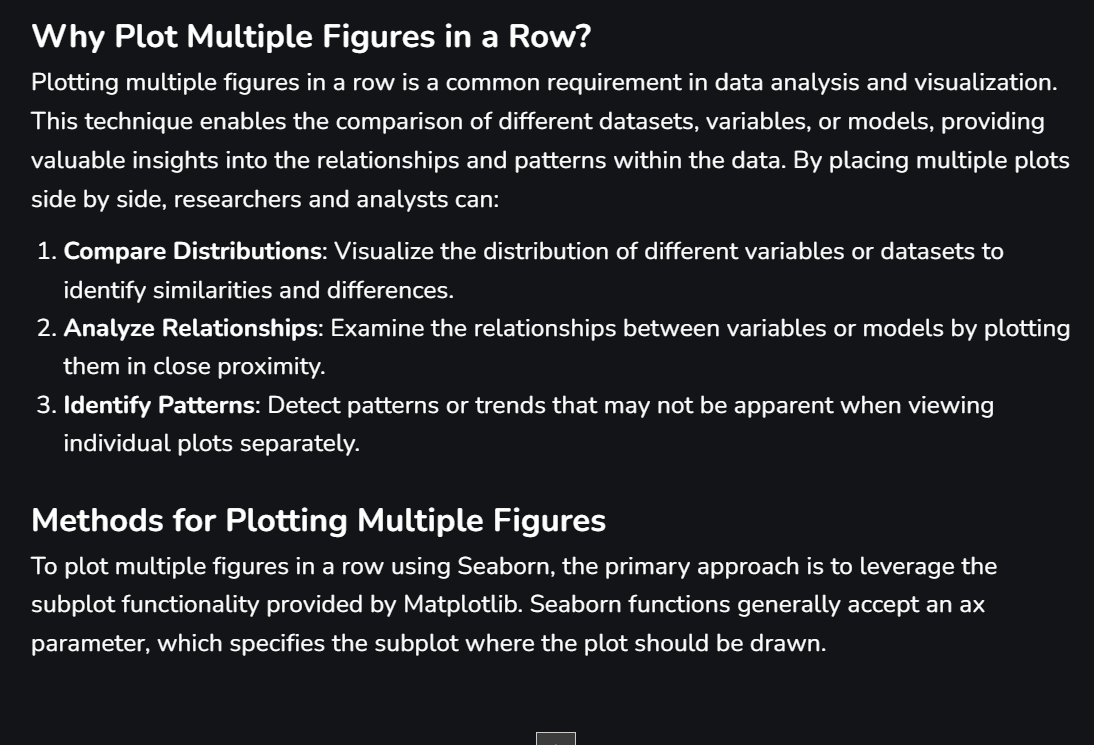 Why Plot Multiple Figures in a Row?
Plotting multiple figures in a row is a common requirement in data analysis and visualization.
This technique enables the comparison of different datasets, variables, or models, providing
valuable insights into the relationships and patterns within the data. By placing multiple plots
side by side, researchers and analysts can:
1. Compare Distributions: Visualize the distribution of different variables or datasets to
identify similarities and differences.
2. Analyze Relationships: Examine the relationships between variables or models by plotting
them in close proximity.
3. Identify Patterns: Detect patterns or trends that may not be apparent when viewing
individual plots separately.
Methods for Plotting Multiple Figures
To plot multiple figures in a row using Seaborn, the primary approach is to leverage the
subplot functionality provided by Matplotlib. Seaborn functions generally accept an ax
parameter, which specifies the subplot where the plot should be drawn.